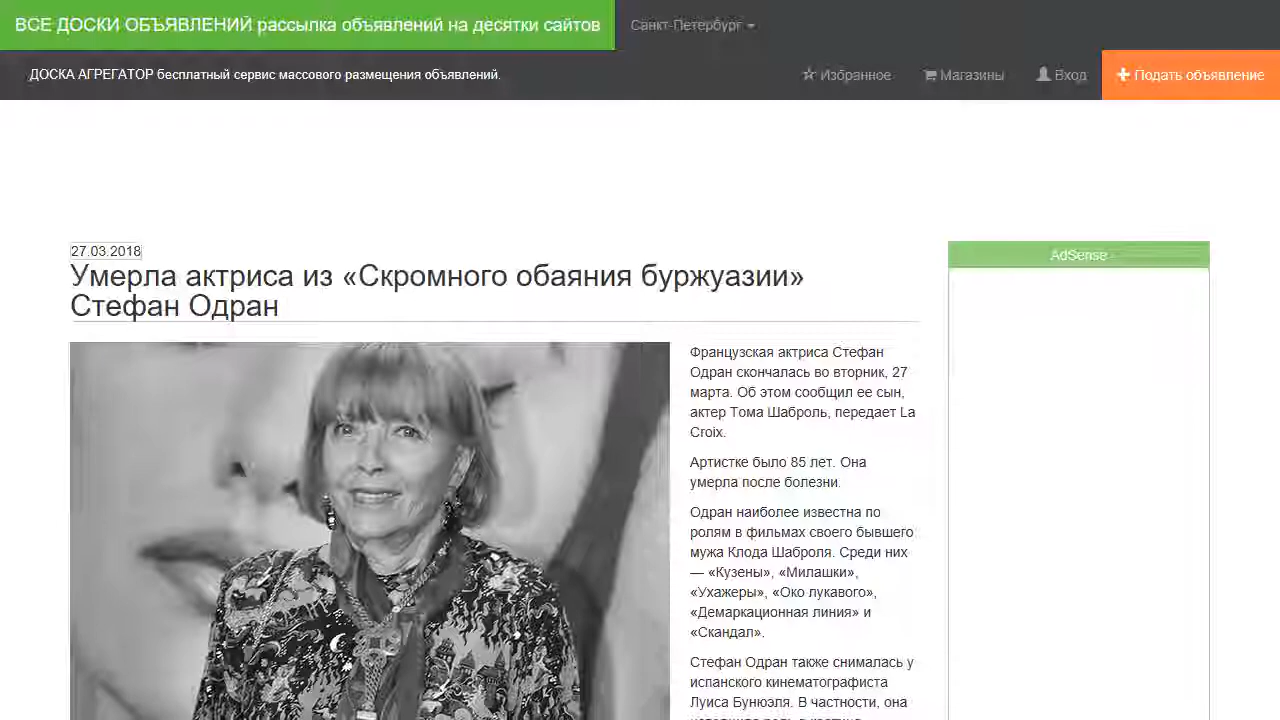 ВСЕ ДОСКИ ОБЪЯВЛЕНИЙ рассылка объявлений на десятки сайтов
Санкт-Петербург
ДОСКА АГРЕГАТОР бесплатный сервис массового размещения объявлений.
Избранное
Магазины
Вход
Подать объявление
27.03.2018
Умерла актриса из «Скромного обаяния буржуазии»
Стефан Одран
AdSense
Французская актриса Стефан
Одран скончалась во вторник, 27
марта. Об этом сообщил ее сын,
актер Тома Шаброль, передает La
Croix.
Артистке было 85 лет. Она
умерла после болезни.
Одран наиболее известна по
ролям в фильмах своего бывшего
мужа Клода Шаброля. Среди них
— «Кузены», «Милашки»,
«Ухажеры», «Око лукавого»,
«Демаркационная линия» и
«Скандал».
Стефан Одран также снималась у
испанского кинематографиста
Луиса Бунюэля. В частности, она